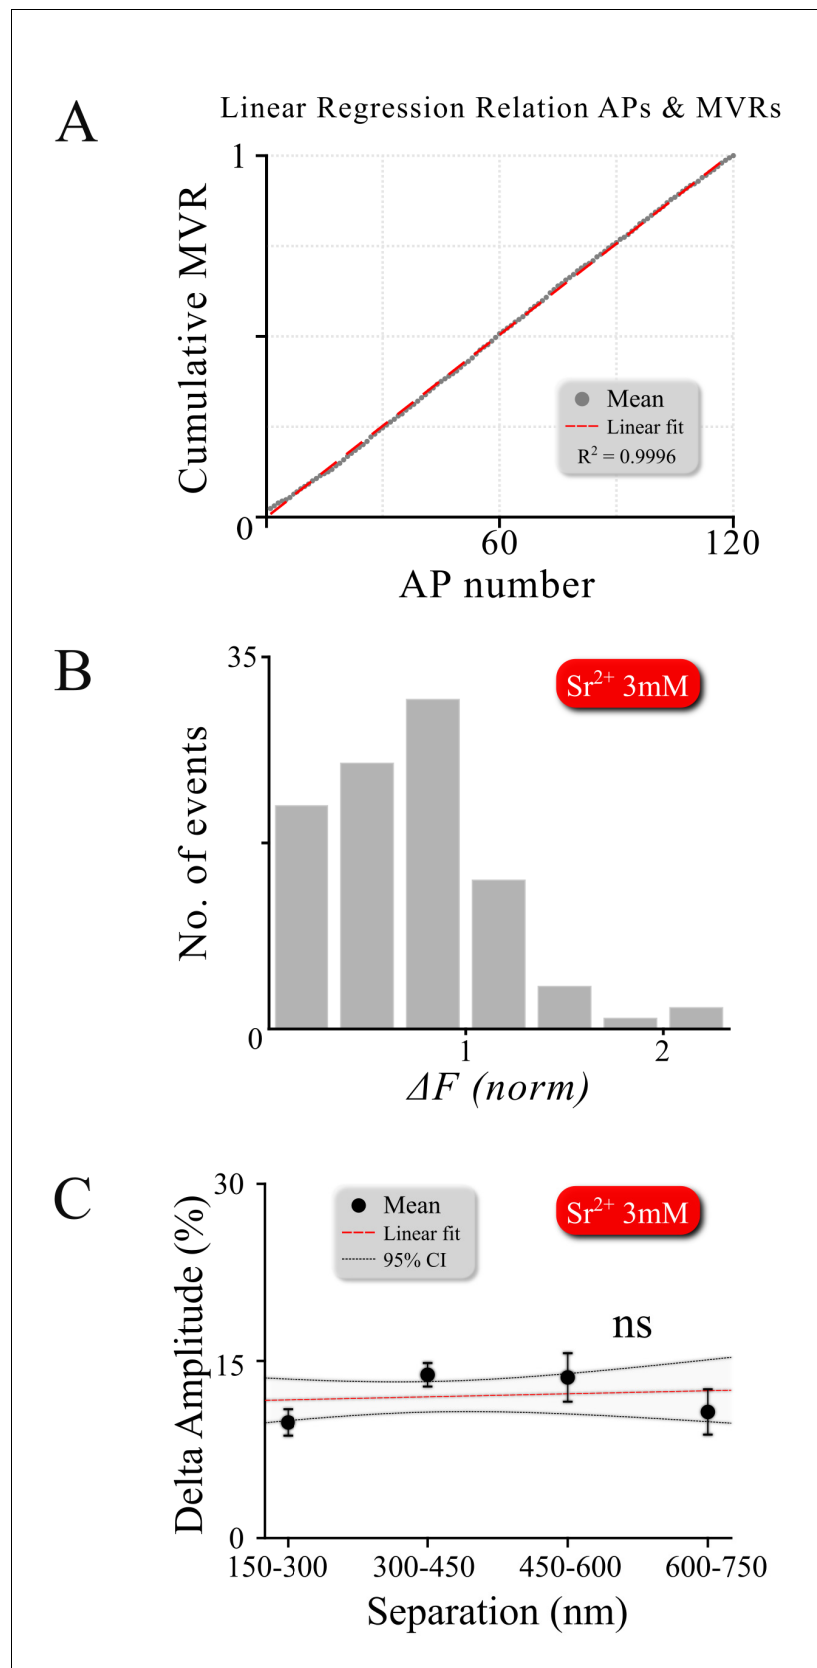 A
Linear Regression Relation APs & MVRs
1
Cumulative MVR
Mean
Linear fit
R² = 0.9996
0
60
120
AP number
B
35
Sr²⁺ 3mM
No. of events
0
1
2
ΔF (norm)
C
30
Mean
Linear fit
95% CI
Sr²⁺ 3mM
Delta Amplitude (%)
ns
15
0
150-300
300-450
450-600
600-750
Separation (nm)